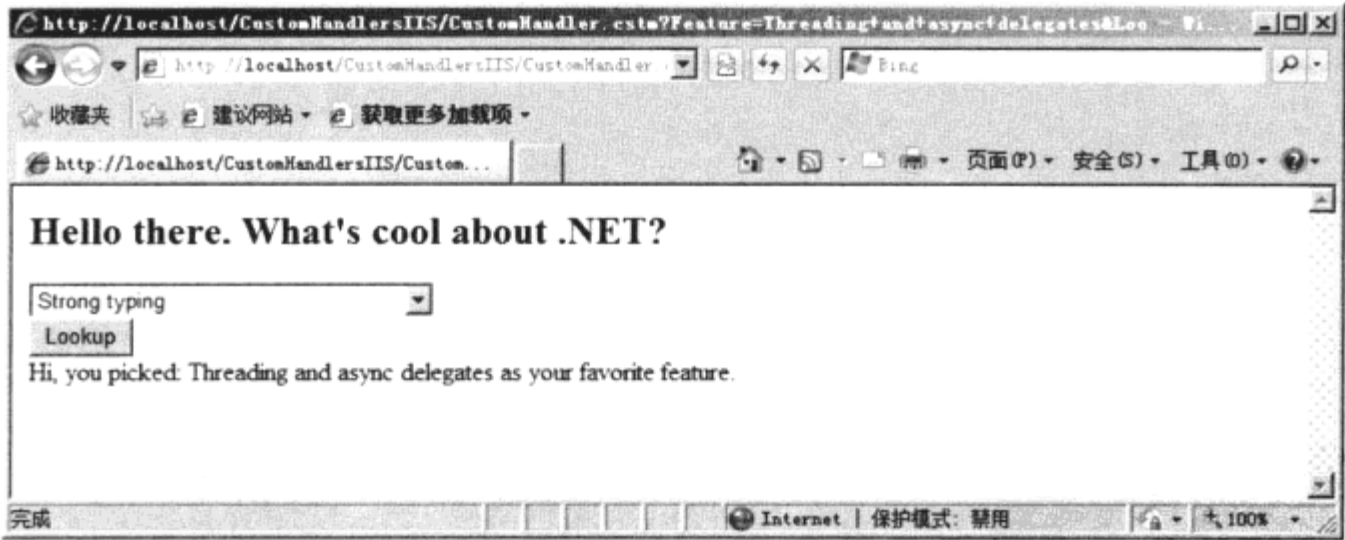 http://localhost/CustomHandlersIIS/CustomHandler.cstm?Feature=Threading+and+async+delegates&Loo - Wi...
http://localhost/CustomHandlersIIS/CustomHandler
Bing
收藏夹 建议网站 获取更多加载项
http://localhost/CustomHandlersIIS/Custom...
页面(P) 安全(S) 工具(O)
Hello there. What's cool about .NET?
Strong typing
Lookup
Hi, you picked: Threading and async delegates as your favorite feature.
完成
Internet | 保护模式: 禁用
100%